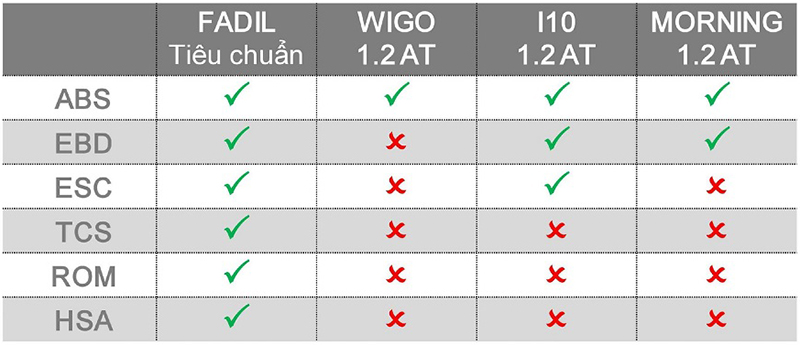 FADIL WIGO I10 MORNING
Tiêu chuẩn 1.2 AT 1.2 AT 1.2 AT
ABS ✓ ✓ ✓ ✓
EBD ✓ ✗ ✓ ✓
ESC ✓ ✗ ✓ ✗
TCS ✓ ✗ ✗ ✗
ROM ✓ ✗ ✗ ✗
HSA ✓ ✗ ✗ ✗